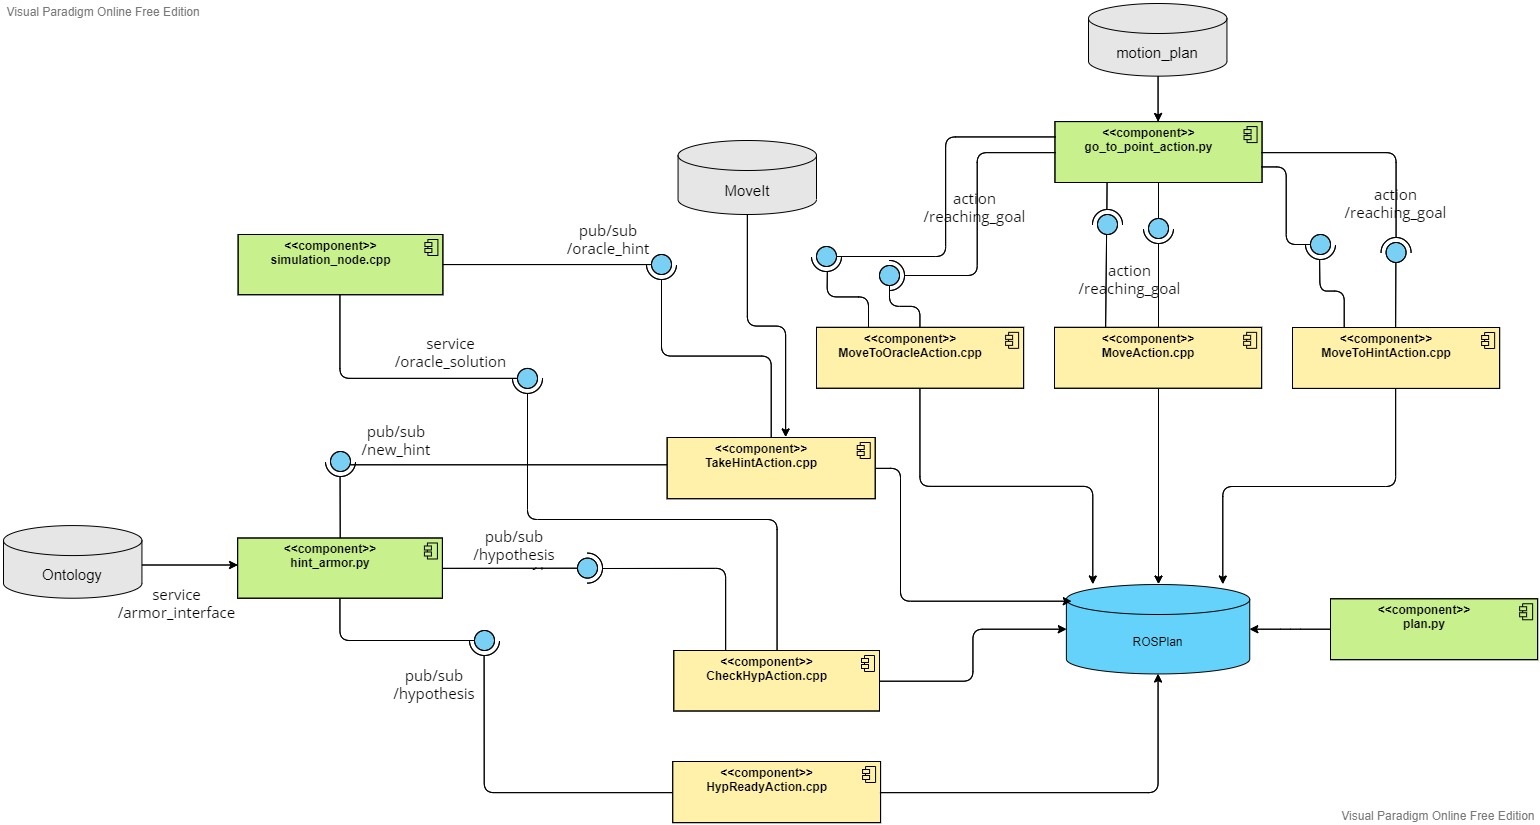 Visual Paradigm Online Free Edition
motion_plan
<<component>>
go_to_point_action.py
MoveIt
action
/reaching_goal
action
/reaching_goal
pub/sub
/oracle_hint
<<component>>
simulation_node.cpp
action
/reaching_goal
service
/oracle_solution
<<component>>
MoveToOracleAction.cpp
<<component>>
MoveAction.cpp
<<component>>
MoveToHintAction.cpp
pub/sub
/new_hint
<<component>>
TakeHintAction.cpp
pub/sub
/hypothesis
<<component>>
hint_armor.py
Ontology
service
/armor_interface
<<component>>
plan.py
ROSPlan
<<component>>
CheckHypAction.cpp
pub/sub
/hypothesis
<<component>>
HypReadyAction.cpp
Visual Paradigm Online Free Edition